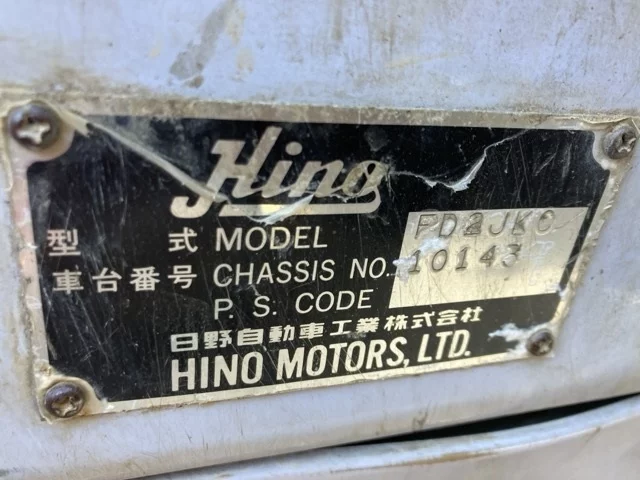 Hino
型 式 MODEL FD2JKC
車台番号 CHASSIS NO. 10143
P. S. CODE
日野自動車工業株式会社
HINO MOTORS, LTD.